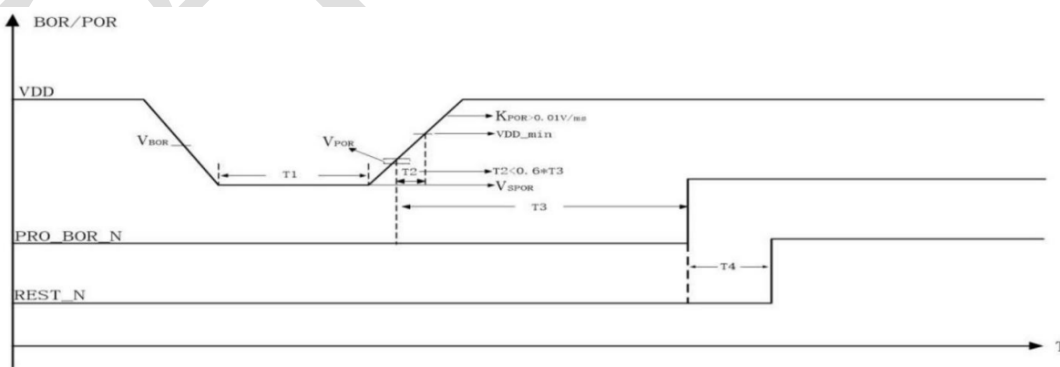 BOR/POR
VDD
KPOR>0.01V/ms
VBOR
VPOR
VDD_min
T1
T2
T2<0.6*T3
VSPOR
T3
PRO_BOR_N
T4
REST_N
T